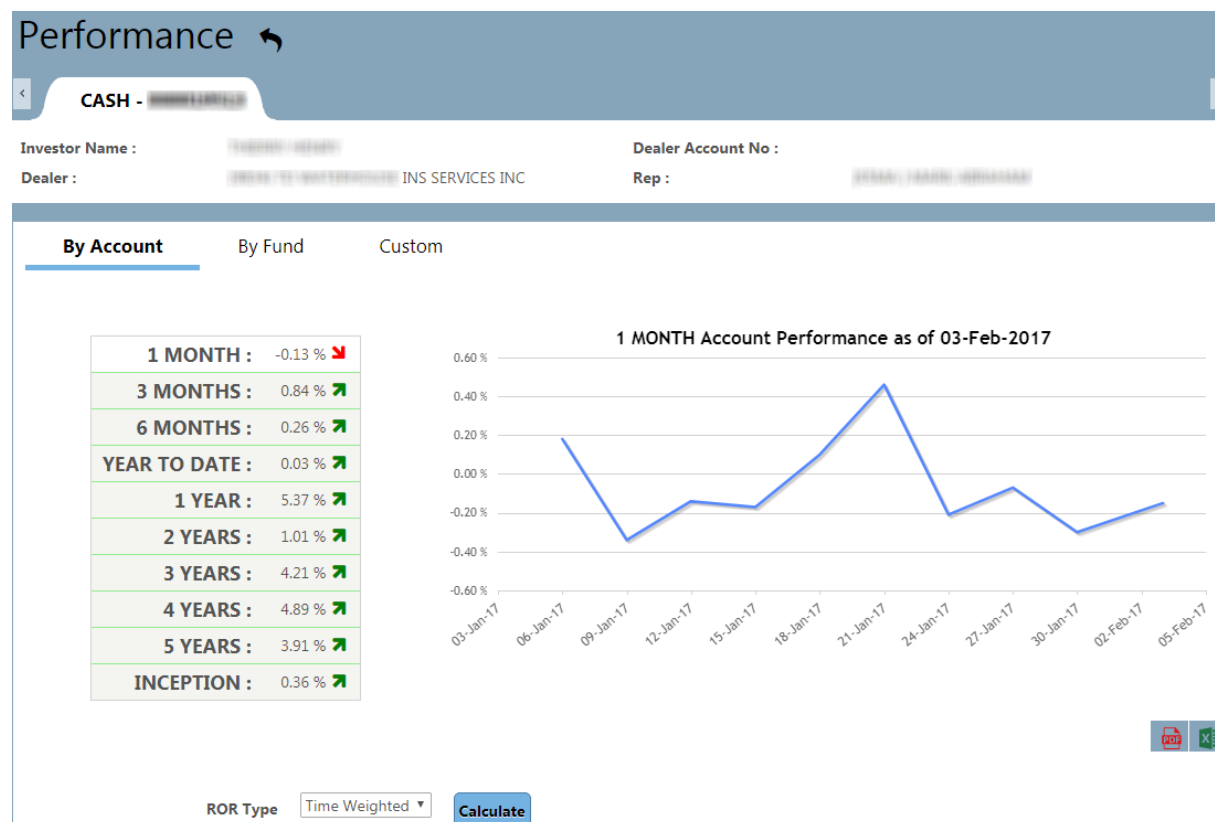 Performance
CASH -
Investor Name :
Dealer Account No :
Dealer : INS SERVICES INC
Rep :
By Account By Fund Custom
1 MONTH : -0.13 %
3 MONTHS : 0.84 %
6 MONTHS : 0.26 %
YEAR TO DATE : 0.03 %
1 YEAR : 5.37 %
2 YEARS : 1.01 %
3 YEARS : 4.21 %
4 YEARS : 4.89 %
5 YEARS : 3.91 %
INCEPTION : 0.36 %
1 MONTH Account Performance as of 03-Feb-2017
0.60 %
0.40 %
0.20 %
0.00 %
-0.20 %
-0.40 %
-0.60 %
03-Jan-17 06-Jan-17 09-Jan-17 12-Jan-17 15-Jan-17 18-Jan-17 21-Jan-17 24-Jan-17 27-Jan-17 30-Jan-17 02-Feb-17 05-Feb-17
PDF X
ROR Type Time Weighted Calculate